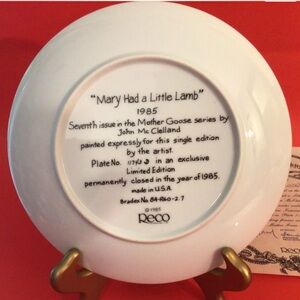 "Mary Had a Little Lamb"
1985
Seventh issue in the Mother Goose series by
John McClelland
painted expressly for this single edition
by the artist.
Plate No. in an exclusive
Limited Edition
permanently closed in the year of 1985.
made in U.S.A.
Bradex No. 84-R60-2.7
© 1985
Reco